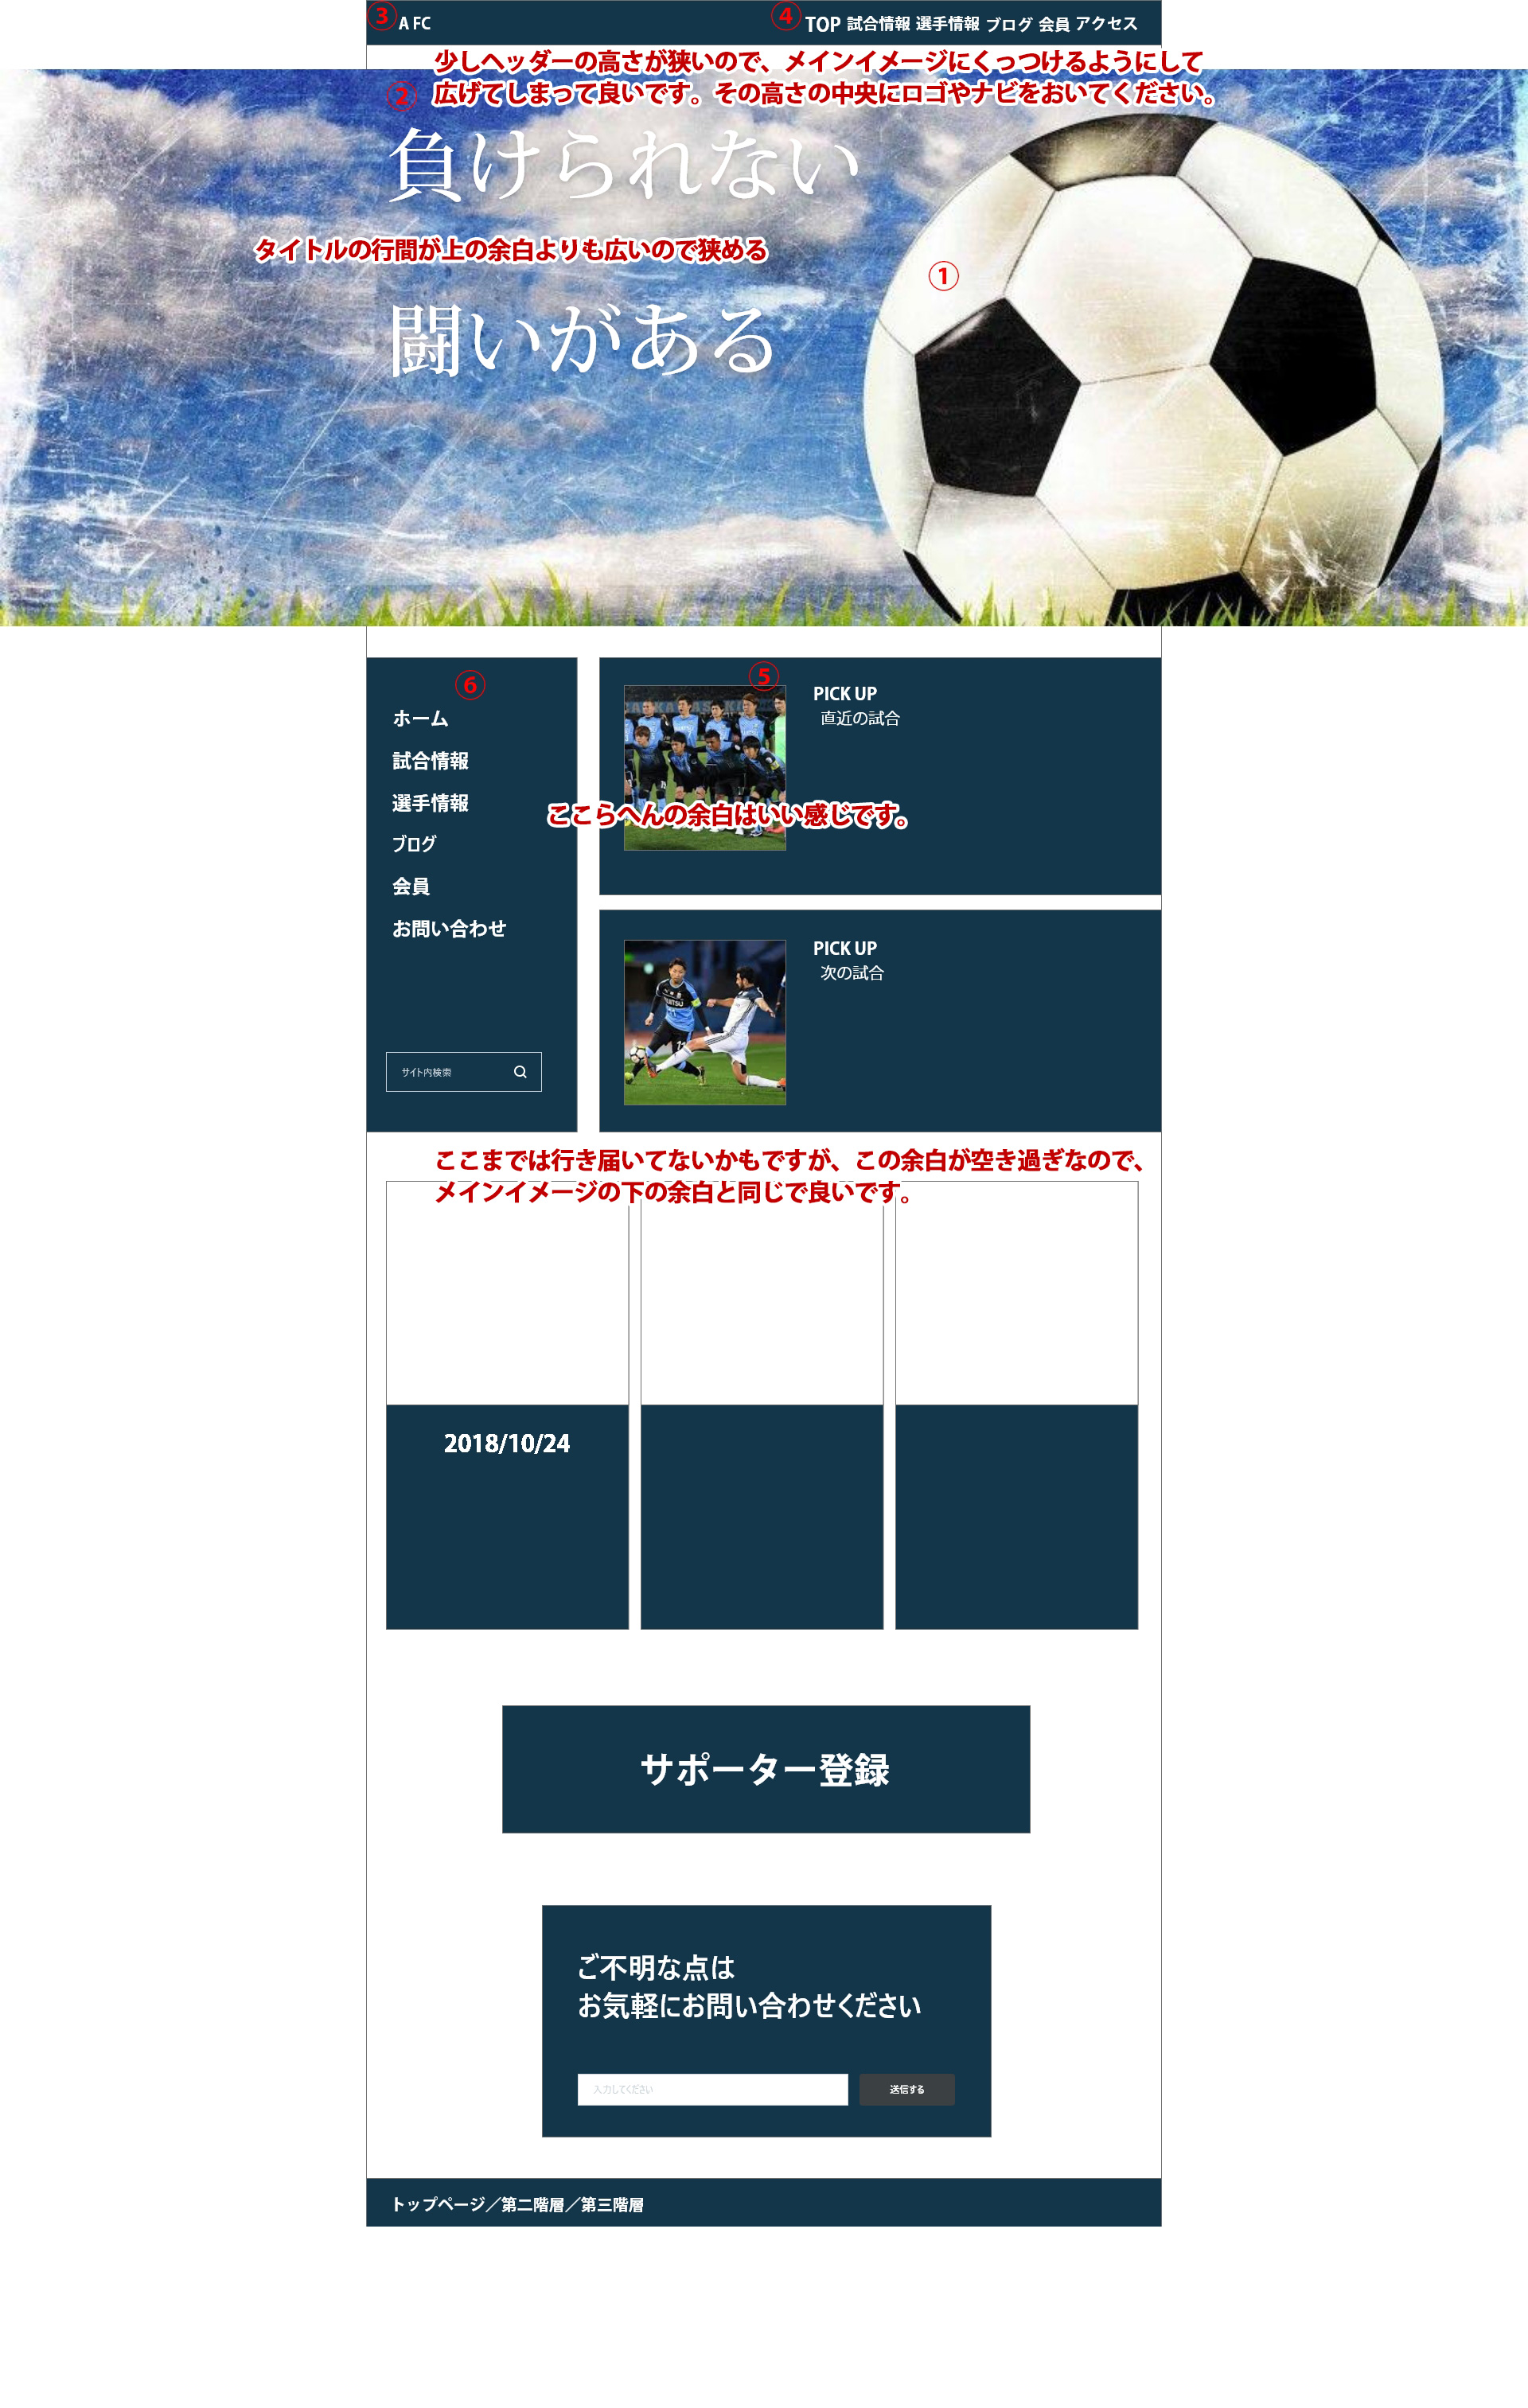 ③
A FC
④
TOP 試合情報 選手情報 ブログ 会員 アクセス
少しヘッダーの高さが狭いので、メインイメージにくっつけるようにして
広げてしまって良いです。その高さの中央にロゴやナビをおいてください。
②
負けられない
タイトルの行間が上の余白よりも広いので狭める
①
闘いがある
⑥
ホーム
試合情報
選手情報
ブログ
会員
お問い合わせ
サイト内検索
⑤
PICK UP
直近の試合
ここらへんの余白はいい感じです。
PICK UP
次の試合
ここまでは行き届いてないかもですが、この余白が空き過ぎなので、
メインイメージの下の余白と同じで良いです。
2018/10/24
サポーター登録
ご不明な点は
お気軽にお問い合わせください
入力してください
送信する
トップページ／第二階層／第三階層